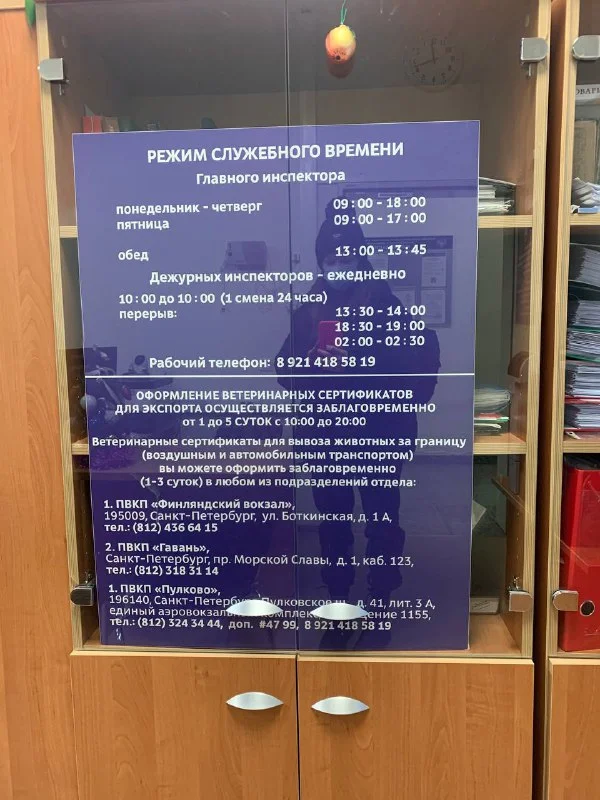 РЕЖИМ СЛУЖЕБНОГО ВРЕМЕНИ
Главного инспектора
понедельник - четверг 09:00 - 18:00
пятница 09:00 - 17:00
обед 13:00 - 13:45
Дежурных инспекторов - ежедневно
10:00 до 10:00 (1 смена 24 часа)
перерыв: 13:30 - 14:00
18:30 - 19:00
02:00 - 02:30
Рабочий телефон: 8 921 418 58 19
ОФОРМЛЕНИЕ ВЕТЕРИНАРНЫХ СЕРТИФИКАТОВ
ДЛЯ ЭКСПОРТА ОСУЩЕСТВЛЯЕТСЯ ЗАБЛАГОВРЕМЕННО
от 1 до 5 СУТОК с 10:00 до 20:00
Ветеринарные сертификаты для вывоза животных за границу
(воздушным и автомобильным транспортом)
вы можете оформить заблаговременно
(1-3 суток) в любом из подразделений отдела:
1. ПВКП «Финляндский вокзал»,
195009, Санкт-Петербург, ул. Боткинская, д. 1 А,
тел.: (812) 436 64 15
2. ПВКП «Гавань»,
Санкт-Петербург, пр. Морской Славы, д. 1, каб. 123,
тел.: (812) 318 31 14
1. ПВКП «Пулково»,
196140, Санкт-Петербург, Пулковское ш., д. 41, лит. 3 А,
единый аэровокзальный комплекс, 1155,
тел.: (812) 324 34 44, доп. #47 99, 8 921 418 58 19